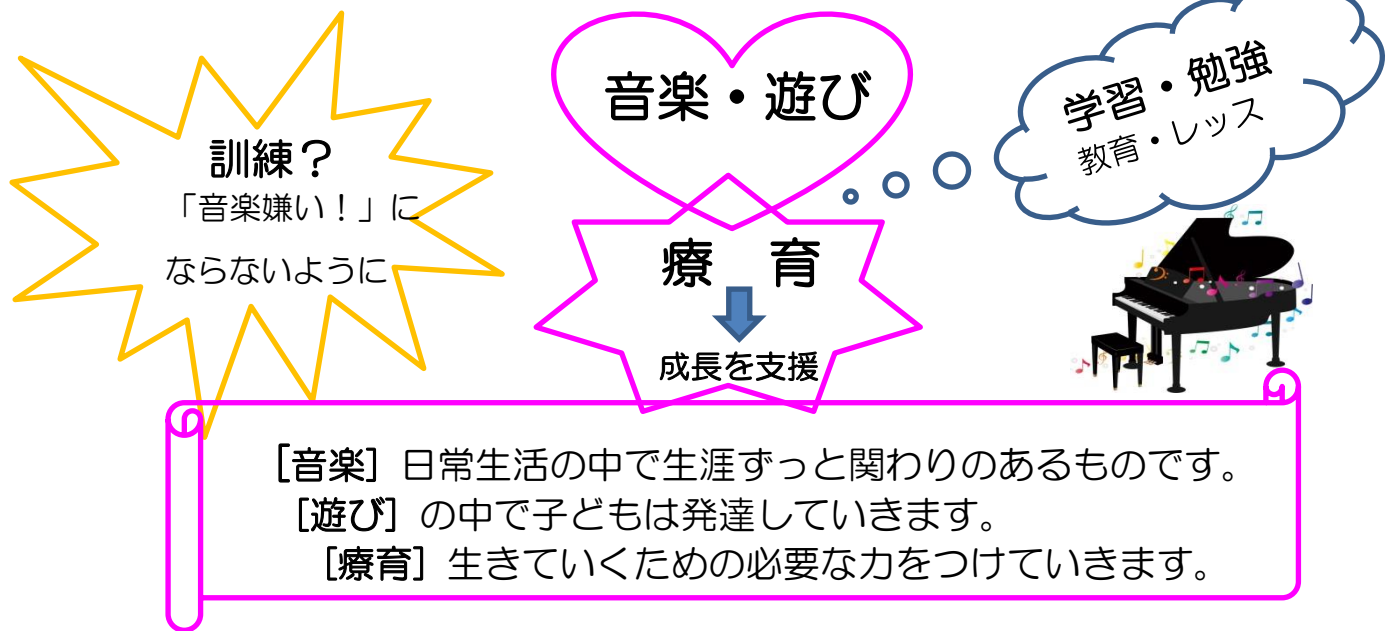 訓練？
「音楽嫌い！」に
ならないように
音楽・遊び
療　育
成長を支援
学習・勉強
教育・レッスン
［音楽］日常生活の中で生涯ずっと関わりのあるものです。
［遊び］の中で子どもは発達していきます。
［療育］生きていくための必要な力をつけていきます。